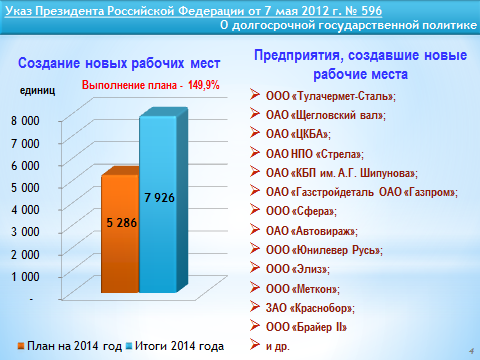 Указ Президента Российской Федерации от 7 мая 2012 г. № 596
О долгосрочной государственной политике
Создание новых рабочих мест
Выполнение плана - 149,9%
единиц
8 000
7 000
6 000
5 000
4 000
3 000
2 000
1 000
-
5 286
7 926
План на 2014 год
Итоги 2014 года
Предприятия, создавшие новые
рабочие места
ООО «Тулачермет-Сталь»;
ОАО «Щегловский вал»;
ОАО «ЦКБА»;
ОАО НПО «Стрела»;
ОАО «КБП им. А.Г. Шипунова»;
ОАО «Газстройдеталь ОАО «Газпром»;
ООО «Сфера»;
ОАО «Автовираж»;
ООО «Юнилевер Русь»;
ООО «Элиз»;
ООО «Меткон»;
ЗАО «Краснобор»;
ООО «Брайер II»
и др.
4